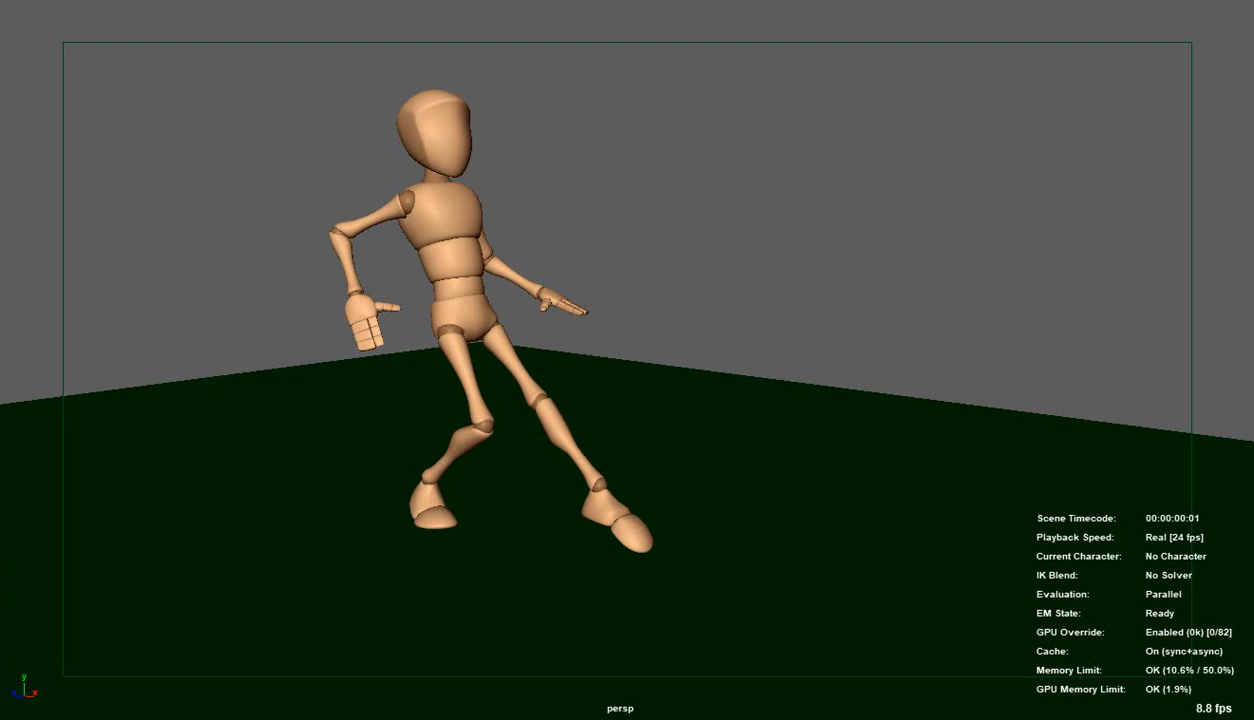 Scene Timecode: 00:00:00:01
Playback Speed: Real [24 fps]
Current Character: No Character
IK Blend: No Solver
Evaluation: Parallel
EM State: Ready
GPU Override: Enabled (0k) [0/82]
Cache: On (sync+async)
Memory Limit: OK (10.6% / 50.0%)
GPU Memory Limit: OK (1.9%)
y
x
persp
8.8 fps